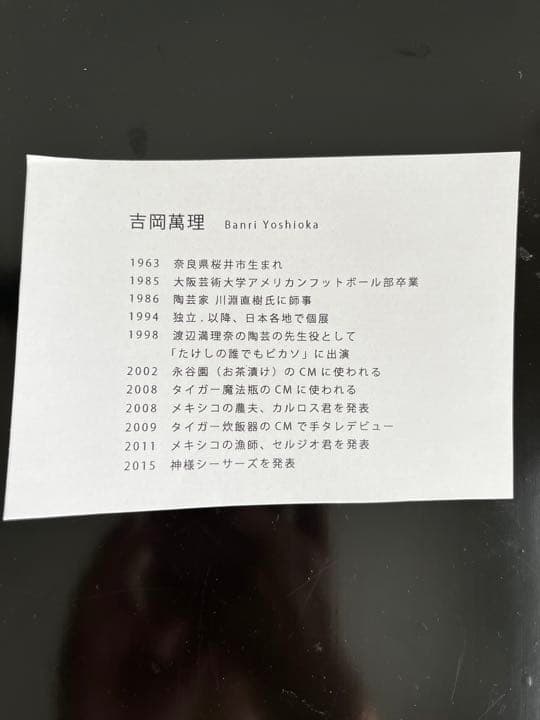 吉岡萬理 Banri Yoshioka
1963 奈良県桜井市生まれ
1985 大阪芸術大学アメリカンフットボール部卒業
1986 陶芸家 川淵直樹氏に師事
1994 独立.以降、日本各地で個展
1998 渡辺満理奈の陶芸の先生役として
「たけしの誰でもピカソ」に出演
2002 永谷園（お茶漬け）のCMに使われる
2008 タイガー魔法瓶のCMに使われる
2008 メキシコの農夫、カルロス君を発表
2009 タイガー炊飯器のCMで手タレデビュー
2011 メキシコの漁師、セルジオ君を発表
2015 神様シーサーズを発表